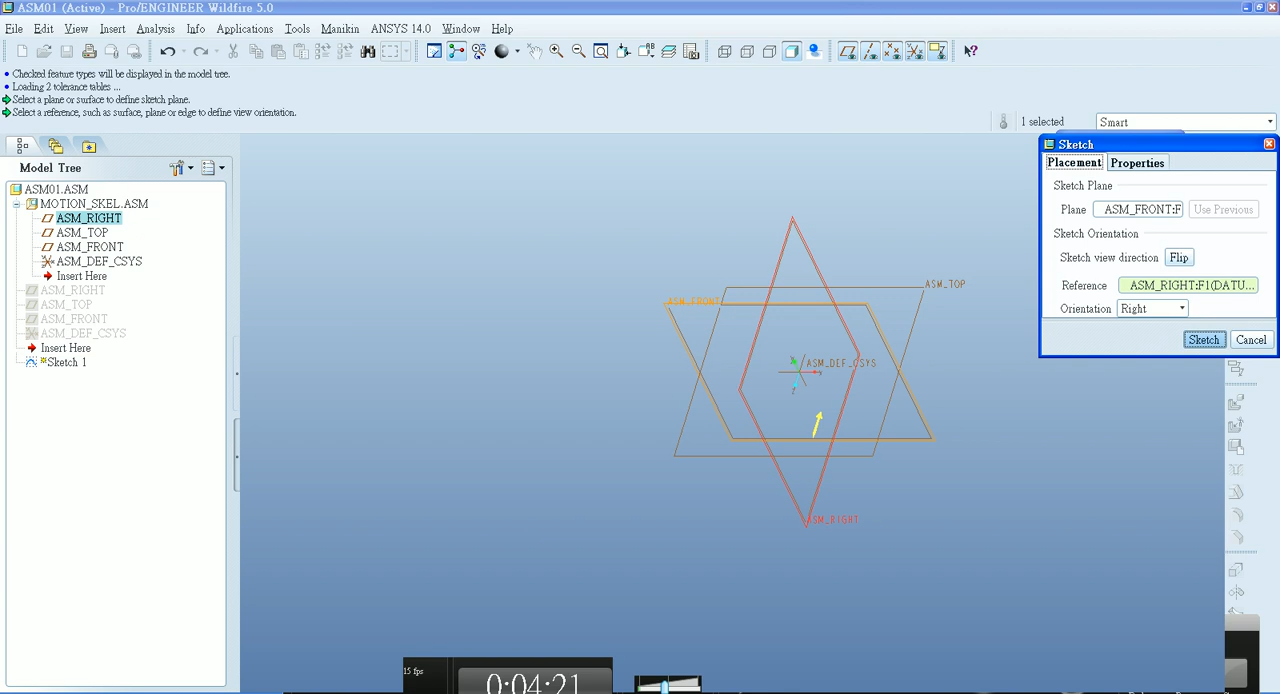 ASM01 (Active) - Pro/ENGINEER Wildfire 5.0
File Edit View Insert Analysis Info Applications Tools Manikin ANSYS 14.0 Window Help
Checked feature types will be displayed in the model tree.
Loading 2 tolerance tables ...
Select a plane or surface to define sketch plane.
Select a reference, such as surface, plane or edge to define view orientation.
1 selected
Smart
Model Tree
ASM01.ASM
MOTION_SKEL.ASM
ASM_RIGHT
ASM_TOP
ASM_FRONT
ASM_DEF_CSYS
Insert Here
ASM_RIGHT
ASM_TOP
ASM_FRONT
ASM_DEF_CSYS
Insert Here
Sketch 1
ASM_TOP
ASM_FRONT
ASM_DEF_CSYS
ASM_RIGHT
Sketch
Placement Properties
Sketch Plane
Plane ASM_FRONT:F Use Previous
Sketch Orientation
Sketch view direction Flip
Reference ASM_RIGHT:F1(DATU...
Orientation Right
Sketch Cancel
15 fps
0:04:21